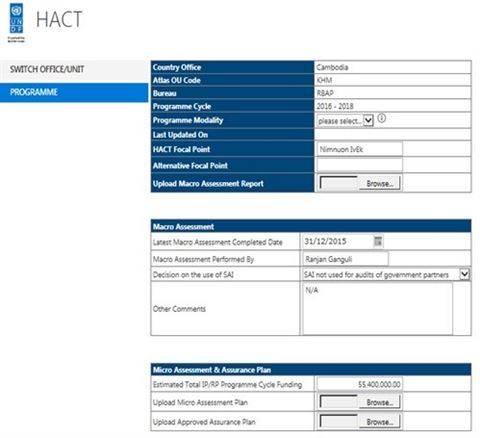 U N
D P
HACT
SWITCH OFFICE/UNIT
PROGRAMME
Country Office Cambodia
Atlas OU Code KHM
Bureau RBAP
Programme Cycle 2016 - 2018
Programme Modality please select...
Last Updated On
HACT Focal Point Nimnuon IvEk
Alternative Focal Point
Upload Macro Assessment Report Browse...
Macro Assessment
Latest Macro Assessment Completed Date 31/12/2015
Macro Assessment Performed By Ranjan Ganguli
Decision on the use of SAI SAI not used for audits of government partners
Other Comments N/A
Micro Assessment & Assurance Plan
Estimated Total IP/RP Programme Cycle Funding 55,400,000.00
Upload Micro Assessment Plan Browse...
Upload Approved Assurance Plan Browse...